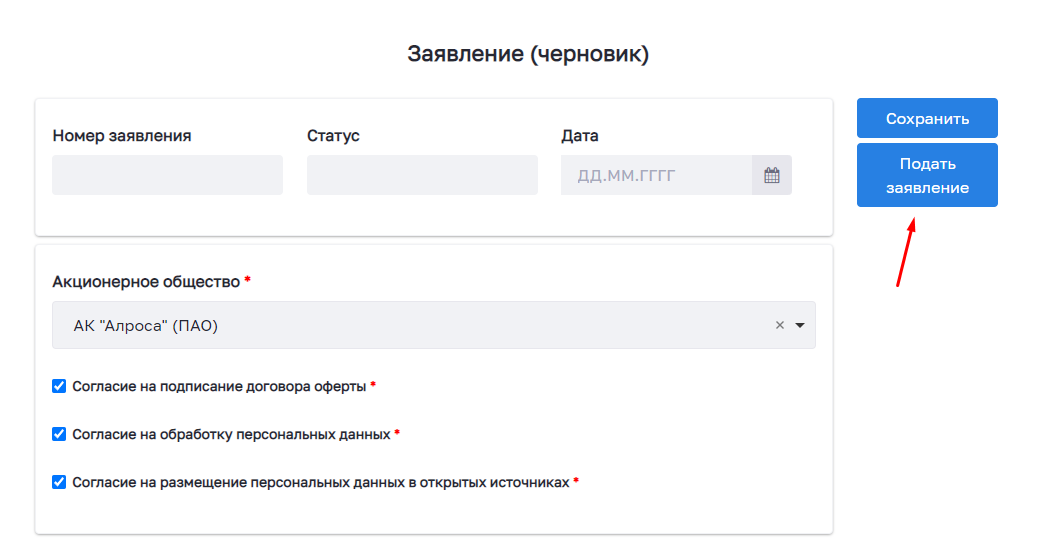 Заявление (черновик)
Номер заявления
Статус
Дата
ДД.ММ.ГГГГ
Сохранить
Подать
заявление
Акционерное общество *
АК "Алроса" (ПАО)
Согласие на подписание договора оферты *
Согласие на обработку персональных данных *
Согласие на размещение персональных данных в открытых источниках *